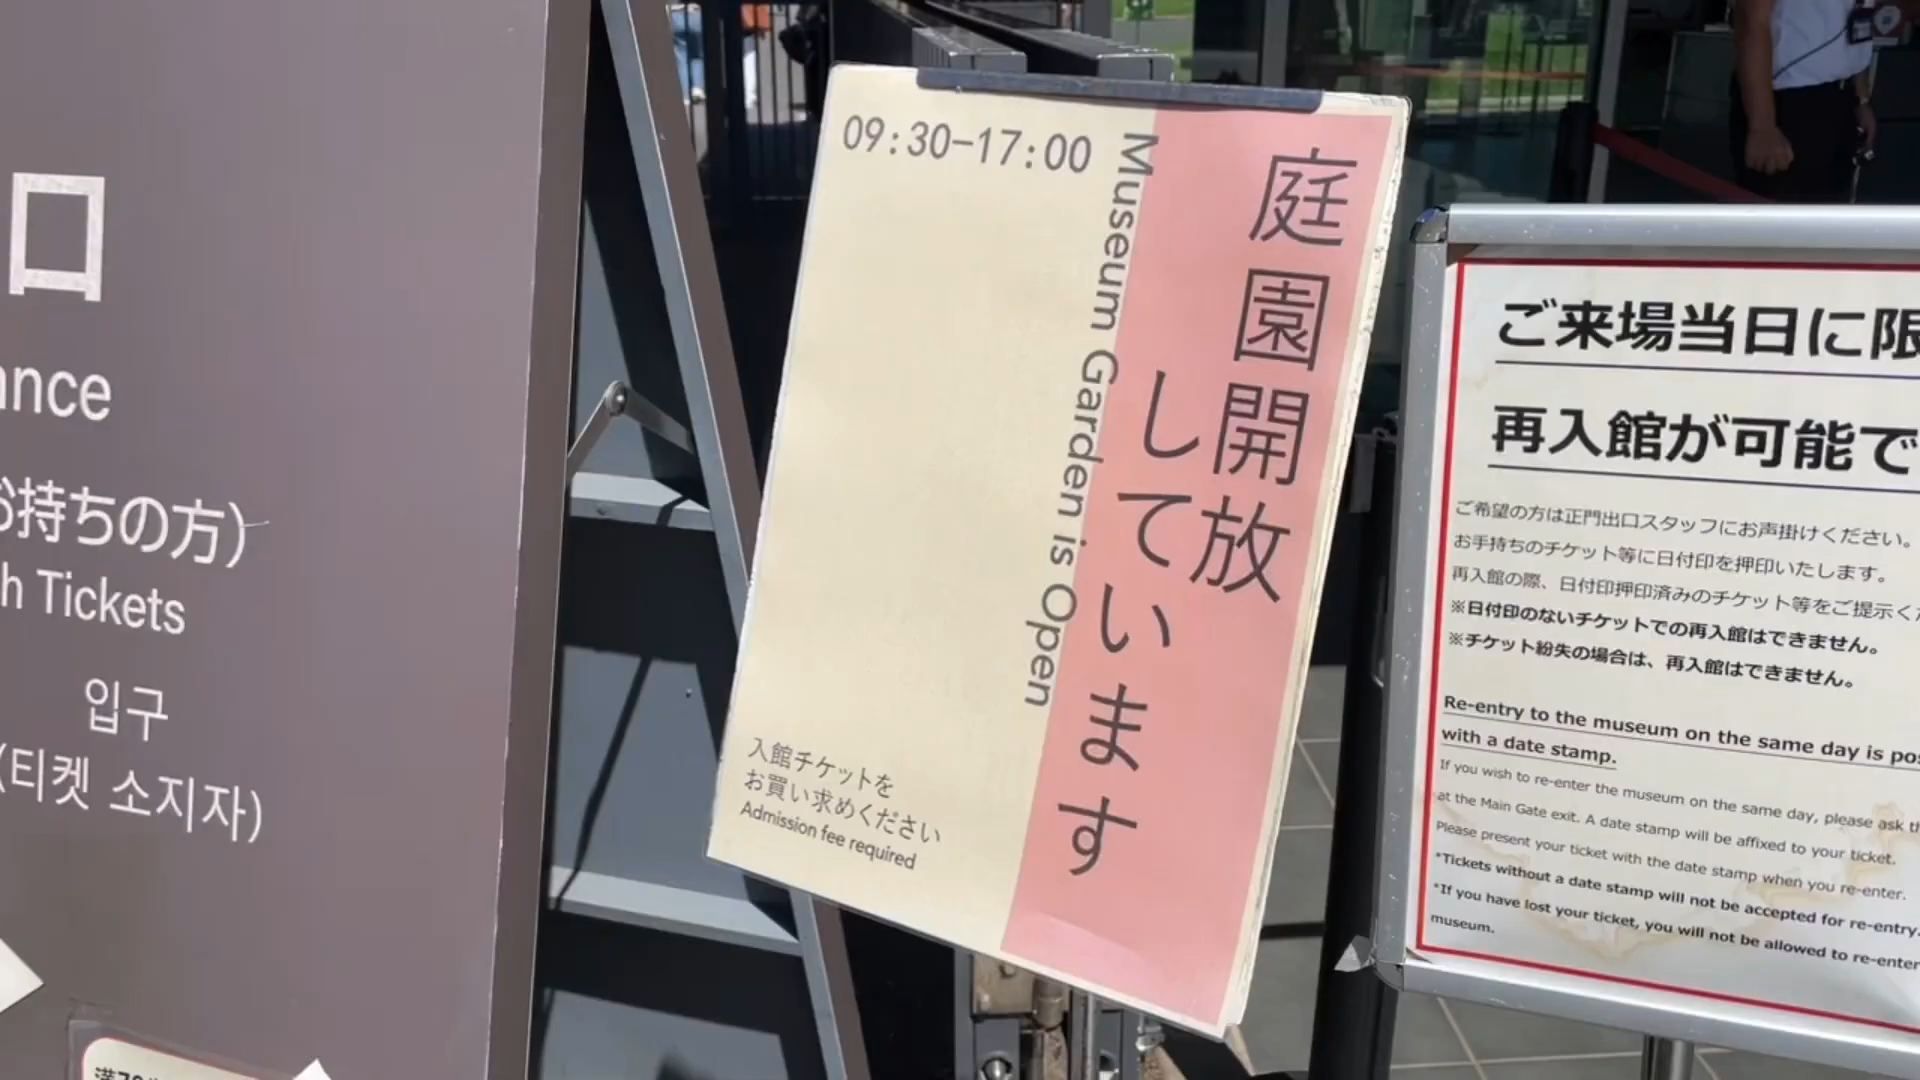 口
お持ちの方）
Tickets
입구
(티켓 소지자)
09:30-17:00
庭園開放
しています
Museum Garden is Open
入館チケットを
お買い求めください
Admission fee required
ご来場当日に限
再入館が可能で
ご希望の方は正門出口スタッフにお声掛けください。
お手持ちのチケット等に日付印を押印いたします。
再入館の際、日付印押印済みのチケット等をご提示くだ
※日付印のないチケットでの再入館はできません。
※チケット紛失の場合は、再入館はできません。
Re-entry to the museum on the same day is pos
with a date stamp.
If you wish to re-enter the museum on the same day, please ask th
at the Main Gate exit. A date stamp will be affixed to your ticket.
Please present your ticket with the date stamp when you re-enter.
*Tickets without a date stamp will not be accepted for re-entry.
*If you have lost your ticket, you will not be allowed to re-enter
museum.